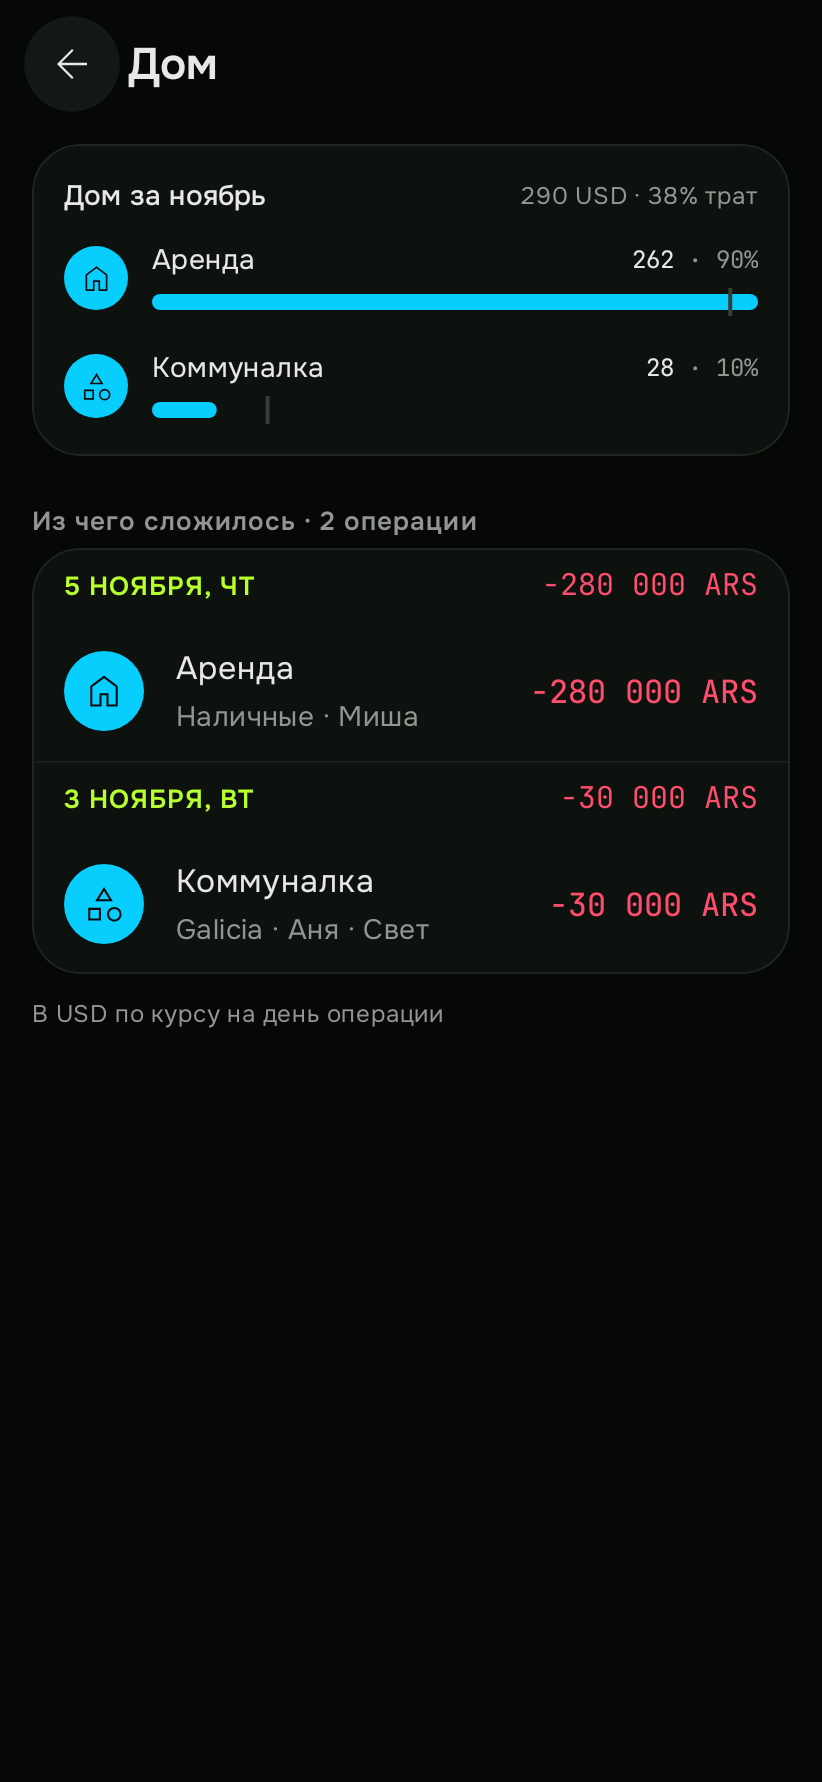 Дом
Дом за ноябрь 290 USD · 38% трат
Аренда 262 · 90%
Коммуналка 28 · 10%
Из чего сложилось · 2 операции
5 НОЯБРЯ, ЧТ -280 000 ARS
Аренда -280 000 ARS
Наличные · Миша
3 НОЯБРЯ, ВТ -30 000 ARS
Коммуналка -30 000 ARS
Galicia · Аня · Свет
В USD по курсу на день операции